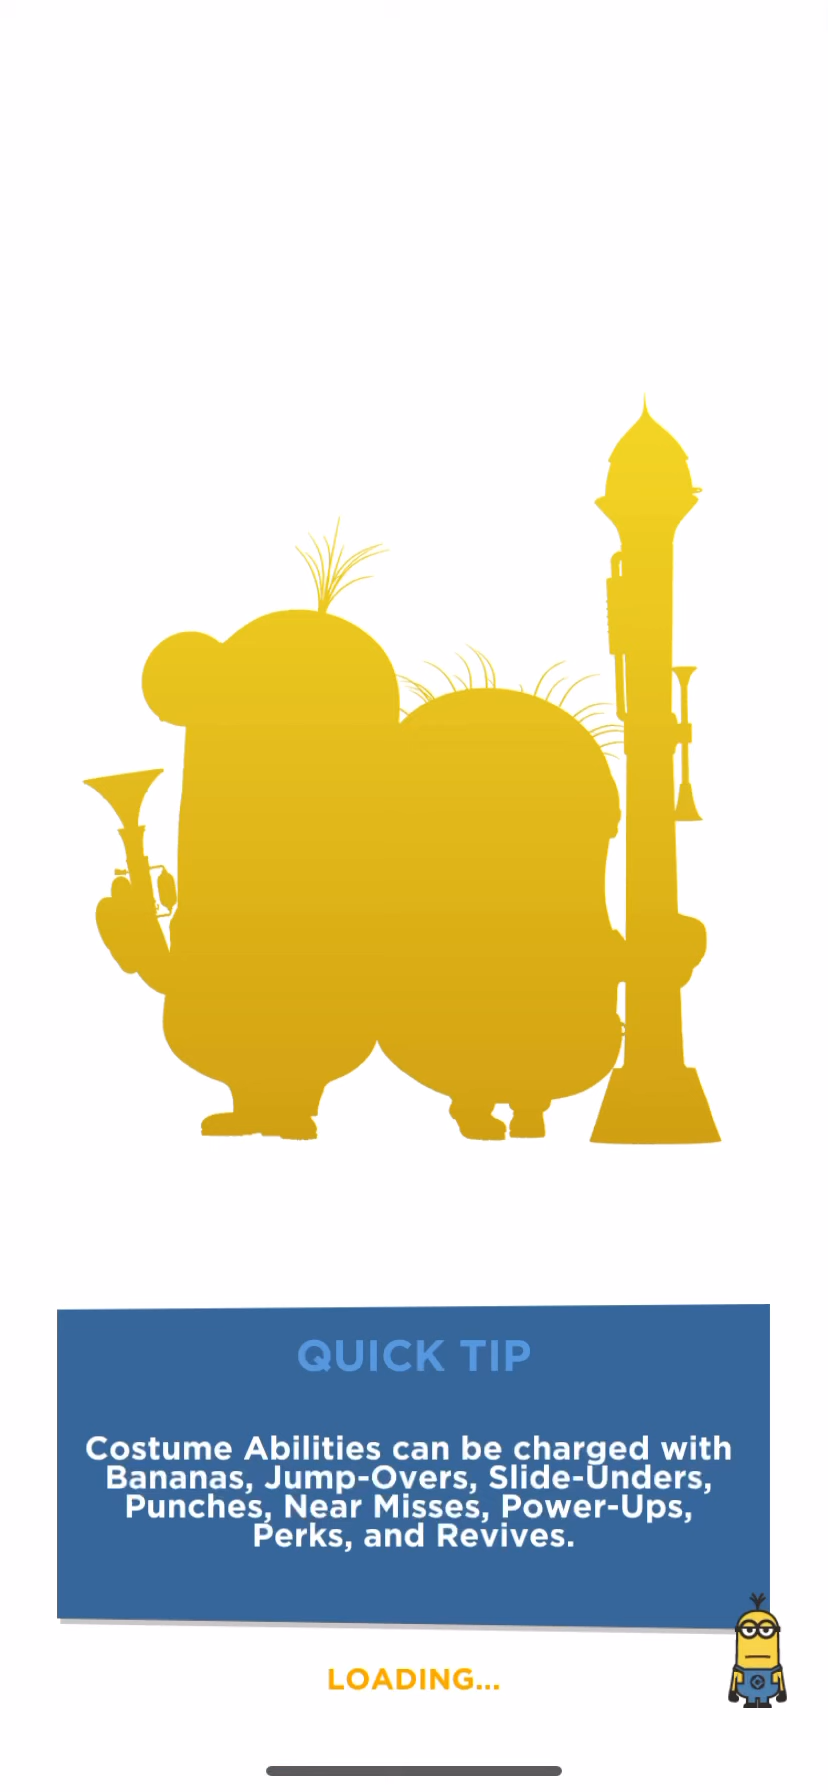 QUICK TIP
Costume Abilities can be charged with
Bananas, Jump-Overs, Slide-Unders,
Punches, Near Misses, Power-Ups,
Perks, and Revives.
LOADING...